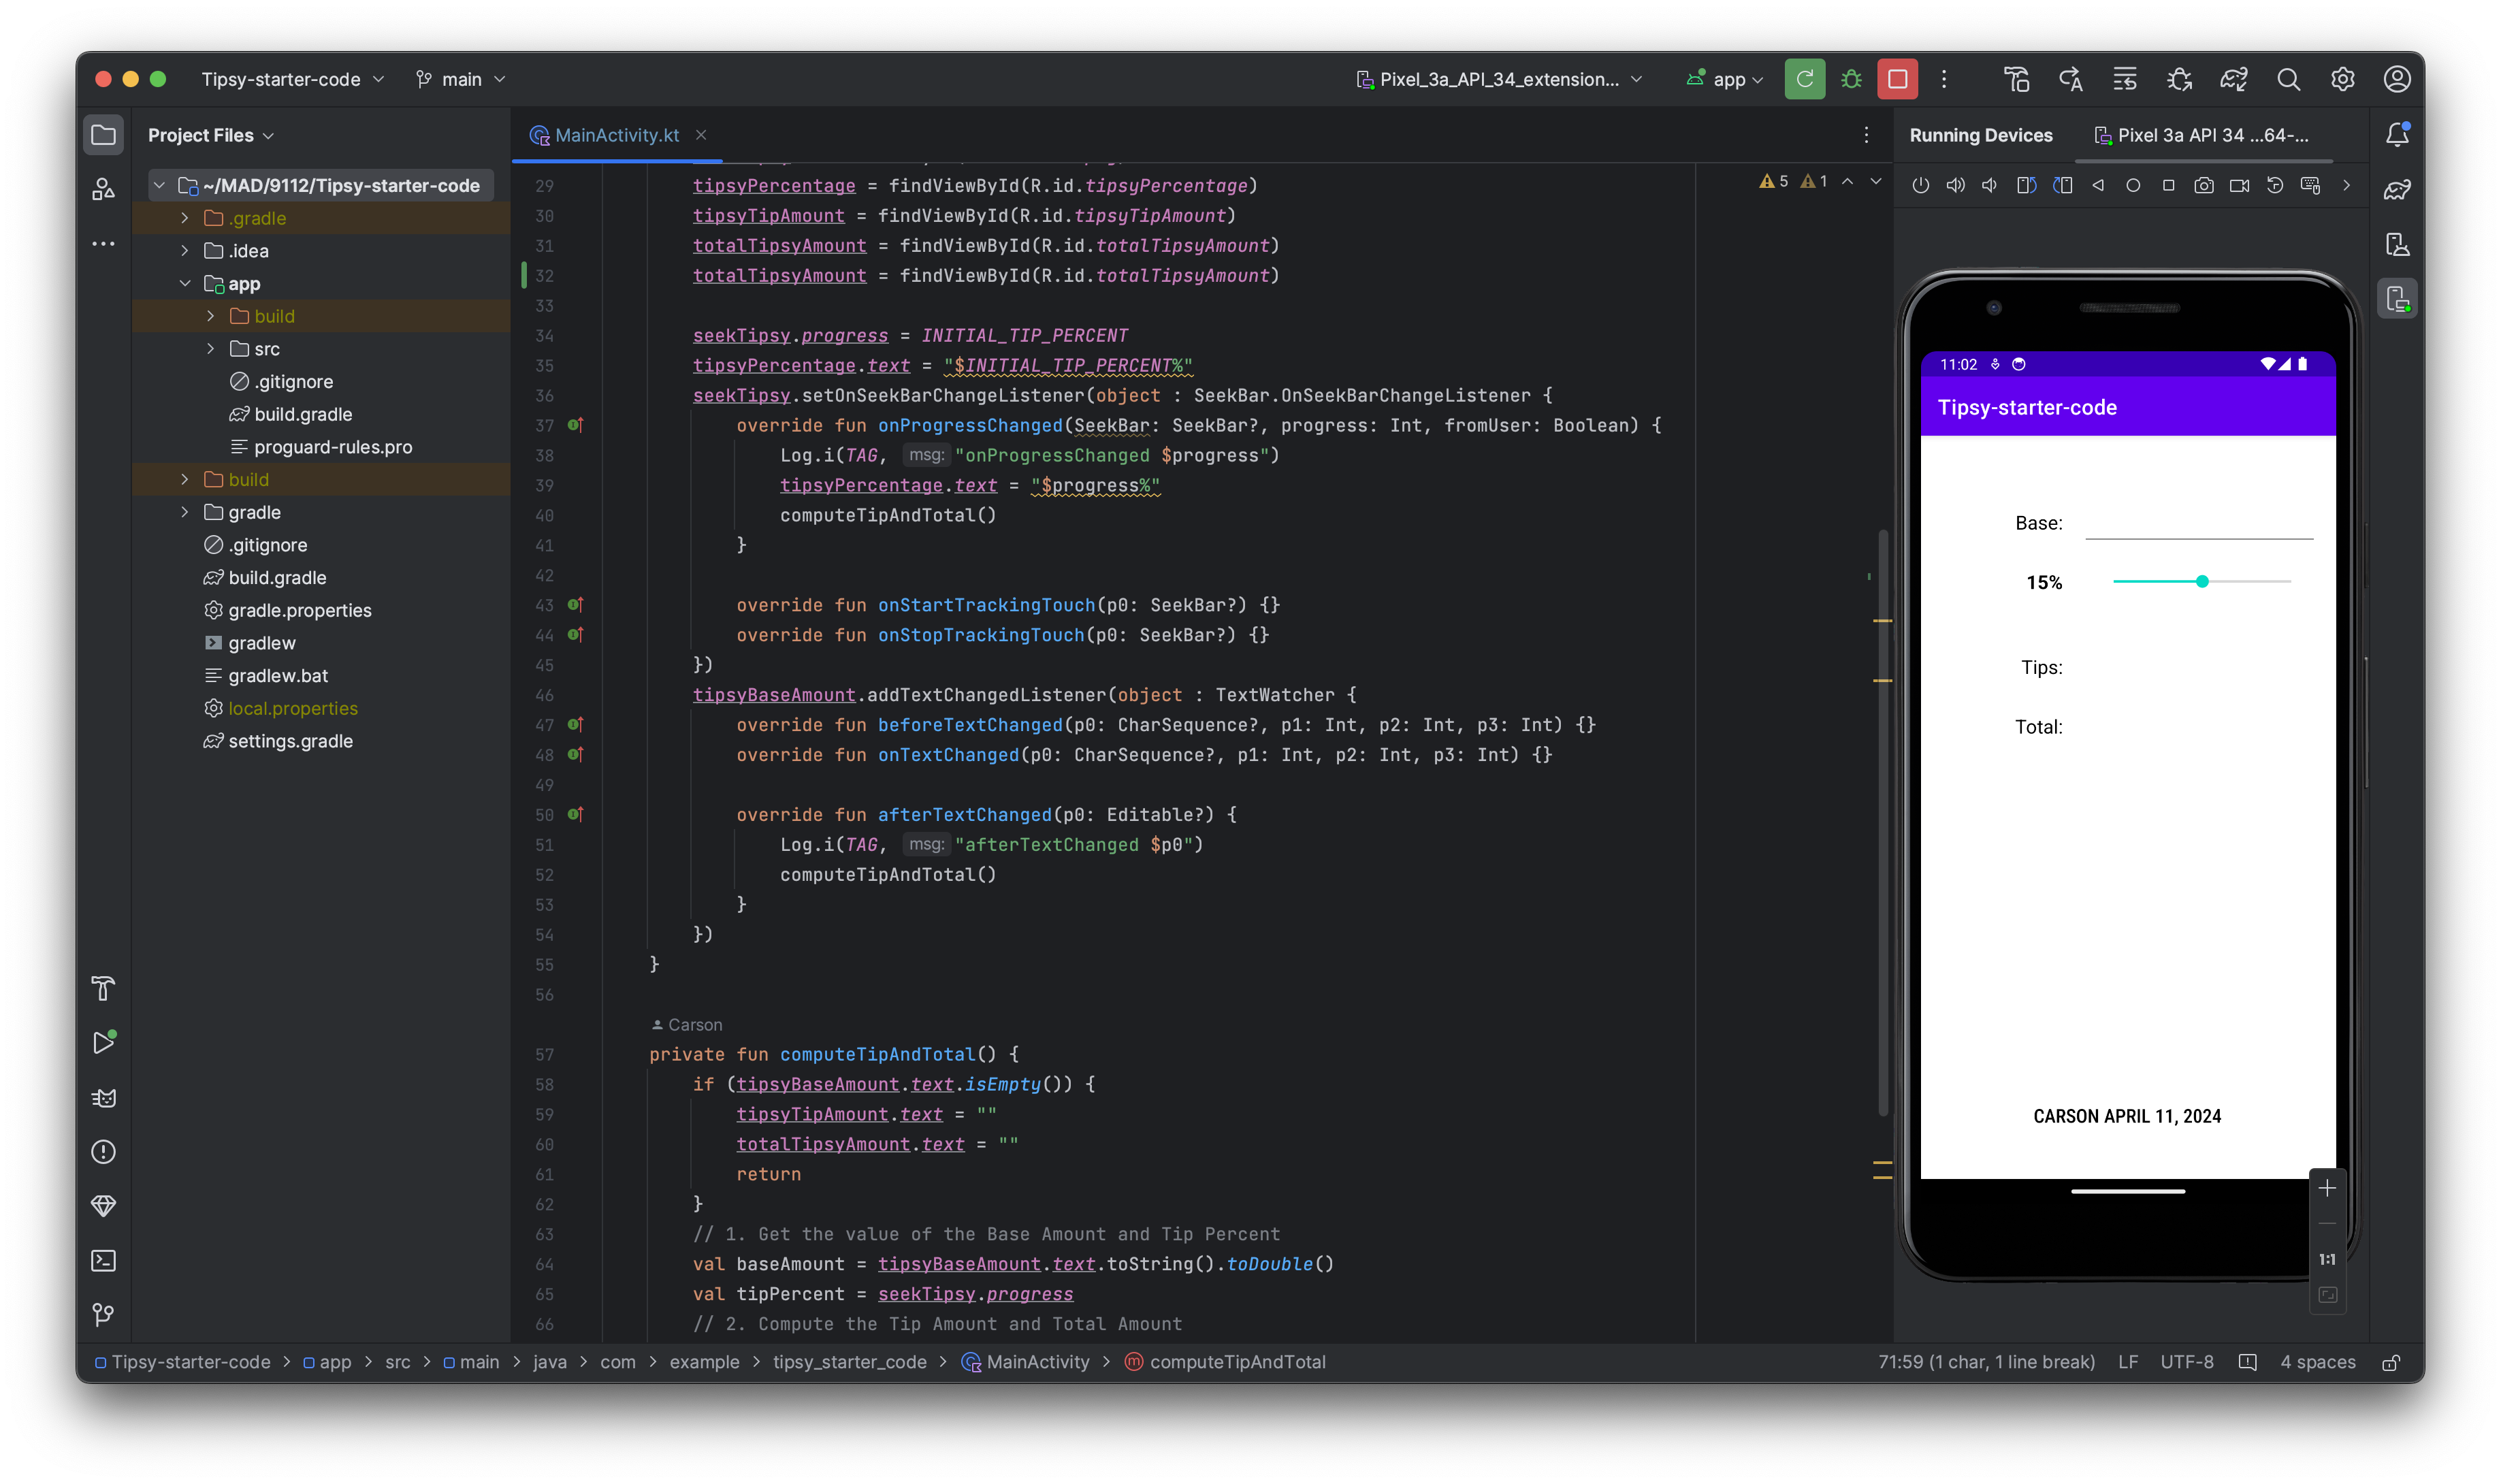 Tipsy-starter-code
main
Pixel_3a_API_34_extension...
app
Project Files
MainActivity.kt
Running Devices
Pixel 3a API 34 ...64-...
~/MAD/9112/Tipsy-starter-code
.gradle
.idea
app
build
src
.gitignore
build.gradle
proguard-rules.pro
build
gradle
.gitignore
build.gradle
gradle.properties
gradlew
gradlew.bat
local.properties
settings.gradle
5 1
29 tipsyPercentage = findViewById(R.id.tipsyPercentage)
30 tipsyTipAmount = findViewById(R.id.tipsyTipAmount)
31 totalTipsyAmount = findViewById(R.id.totalTipsyAmount)
32 totalTipsyAmount = findViewById(R.id.totalTipsyAmount)
33
34 seekTipsy.progress = INITIAL_TIP_PERCENT
35 tipsyPercentage.text = "$INITIAL_TIP_PERCENT%"
36 seekTipsy.setOnSeekBarChangeListener(object : SeekBar.OnSeekBarChangeListener {
37 override fun onProgressChanged(SeekBar: SeekBar?, progress: Int, fromUser: Boolean) {
38 Log.i(TAG, msg: "onProgressChanged $progress")
39 tipsyPercentage.text = "$progress%"
40 computeTipAndTotal()
41 }
42
43 override fun onStartTrackingTouch(p0: SeekBar?) {}
44 override fun onStopTrackingTouch(p0: SeekBar?) {}
45 })
46 tipsyBaseAmount.addTextChangedListener(object : TextWatcher {
47 override fun beforeTextChanged(p0: CharSequence?, p1: Int, p2: Int, p3: Int) {}
48 override fun onTextChanged(p0: CharSequence?, p1: Int, p2: Int, p3: Int) {}
49
50 override fun afterTextChanged(p0: Editable?) {
51 Log.i(TAG, msg: "afterTextChanged $p0")
52 computeTipAndTotal()
53 }
54 })
55 }
56
Carson
57 private fun computeTipAndTotal() {
58 if (tipsyBaseAmount.text.isEmpty()) {
59 tipsyTipAmount.text = ""
60 totalTipsyAmount.text = ""
61 return
62 }
63 // 1. Get the value of the Base Amount and Tip Percent
64 val baseAmount = tipsyBaseAmount.text.toString().toDouble()
65 val tipPercent = seekTipsy.progress
66 // 2. Compute the Tip Amount and Total Amount
11:02
Tipsy-starter-code
Base:
15%
Tips:
Total:
CARSON APRIL 11, 2024
1:1
Tipsy-starter-code > app > src > main > java > com > example > tipsy_starter_code > MainActivity > computeTipAndTotal
71:59 (1 char, 1 line break) LF UTF-8 4 spaces